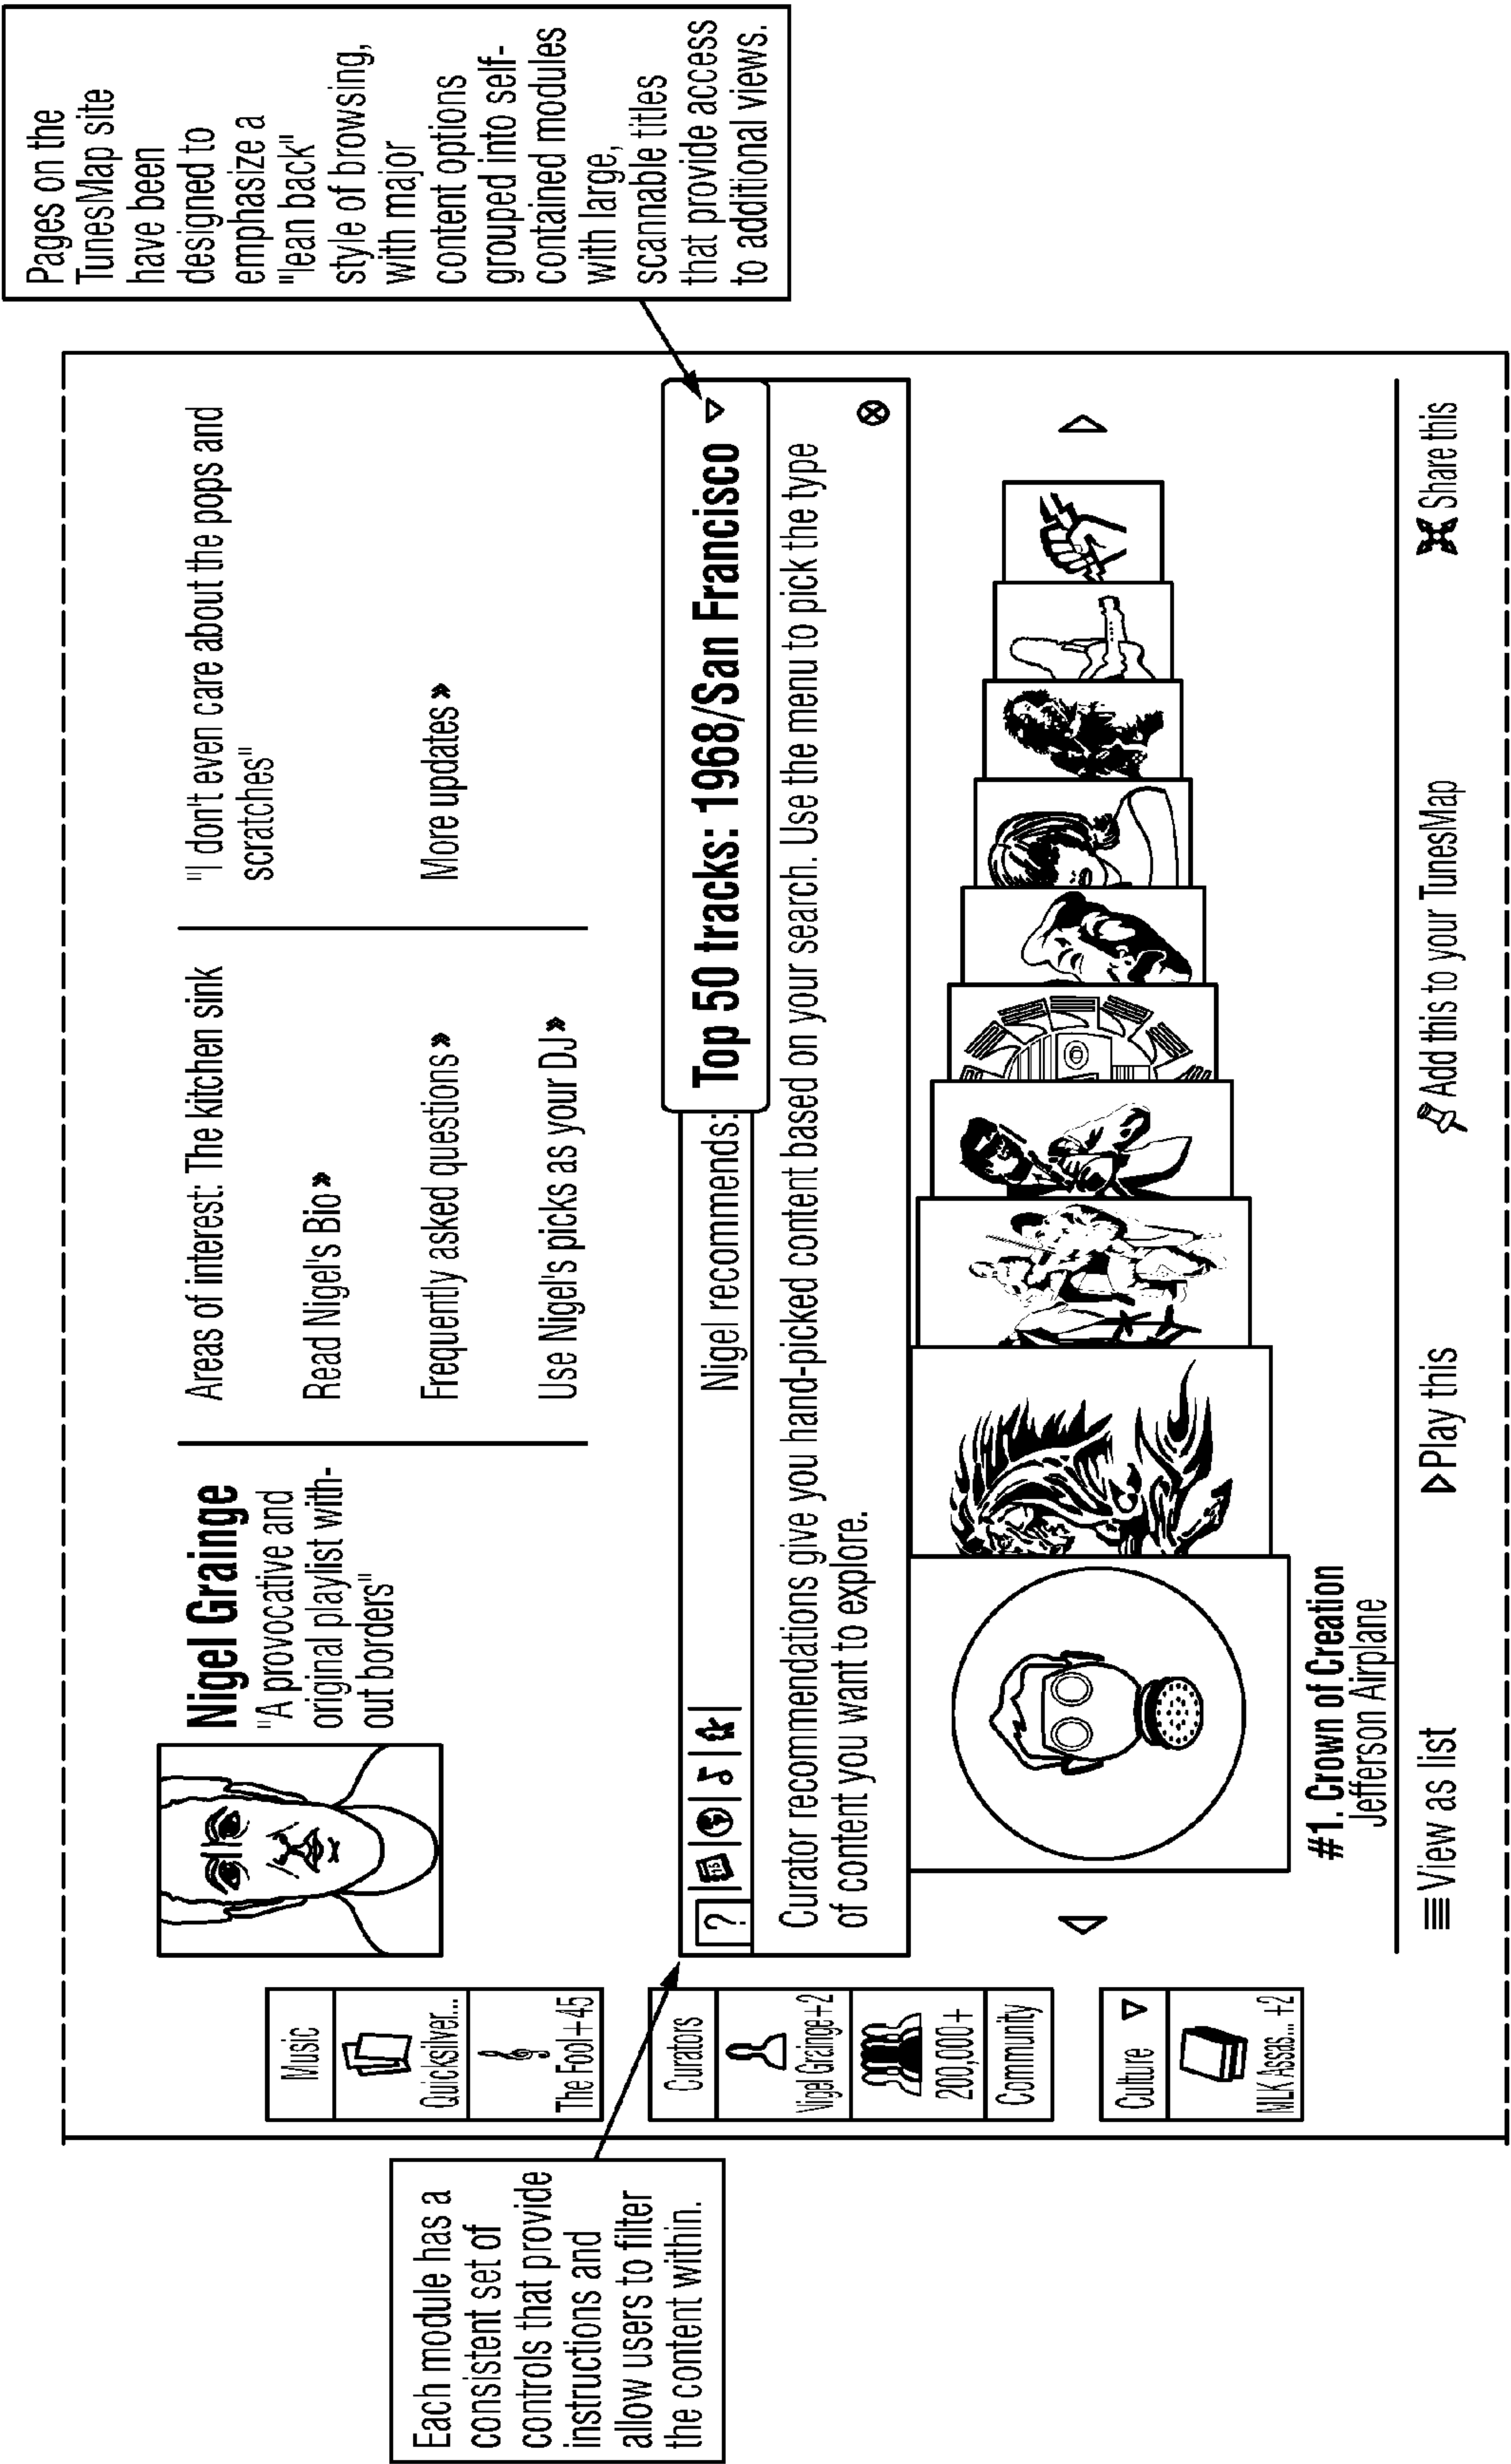 Pages on the
TunesMap site
have been
designed to
emphasize a
"lean back"
style of browsing,
with major
content options
grouped into self-
contained modules
with large,
scannable titles
that provide access
to additional views.
Each module has a
consistent set of
controls that provide
instructions and
allow users to filter
the content within.
Music
Quicksilver...
The Fool+45
Curators
Vigel Grainge+2
200,000+
Community
Culture
MLK Assas... +2
Nigel Grainge
"A provocative and
original playlist with-
out borders"
Areas of interest: The kitchen sink
Read Nigel's Bio »
Frequently asked questions »
Use Nigel's picks as your DJ »
"I don't even care about the pops and
scratches"
More updates »
?
15
Nigel recommends:
Top 50 tracks: 1968/San Francisco
Curator recommendations give you hand-picked content based on your search. Use the menu to pick the type
of content you want to explore.
#1. Crown of Creation
Jefferson Airplane
View as list
Play this
Add this to your TunesMap
Share this